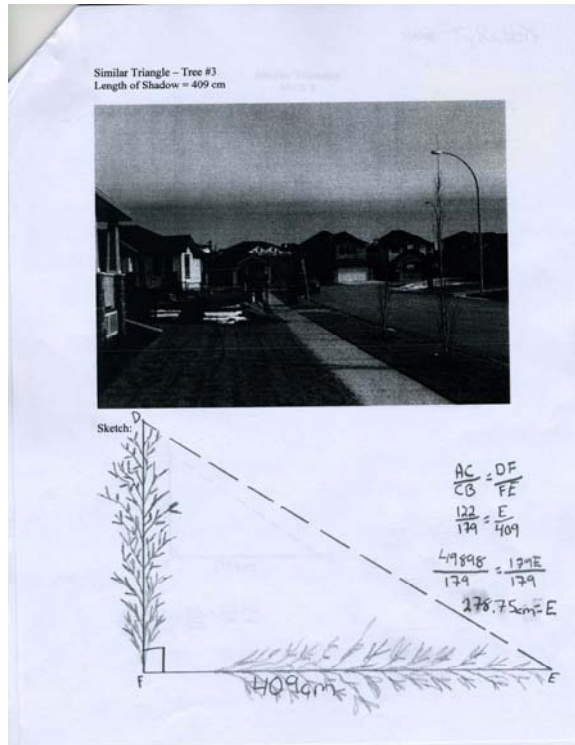 Similar Triangle – Tree #3
Length of Shadow = 409 cm
Sketch:
D
AC/CB = DF/FE
122/179 = E/409
49898/179 = 179E/179
278.75cm = E
F
409cm
E